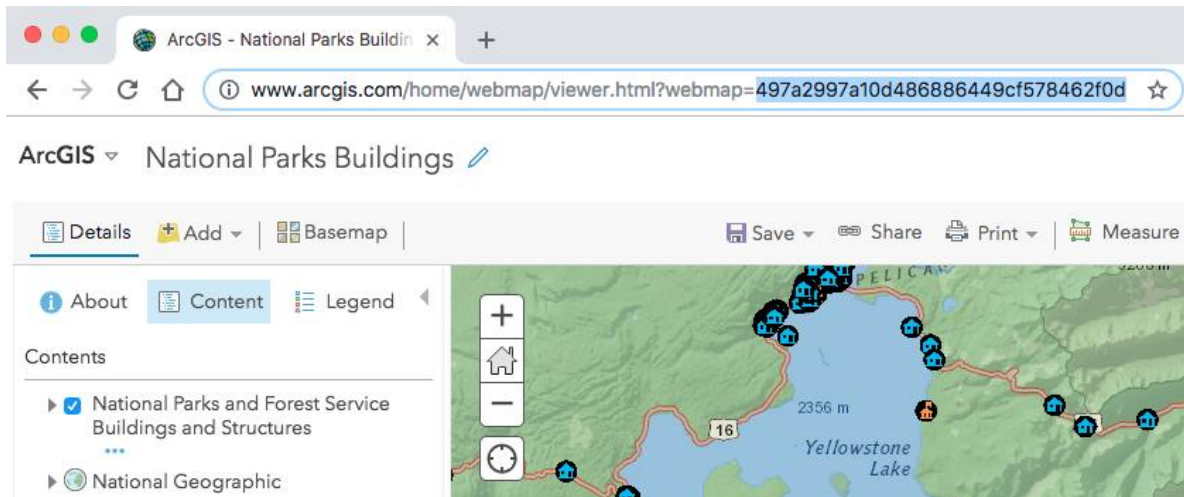 ArcGIS - National Parks Buildin
www.arcgis.com/home/webmap/viewer.html?webmap=497a2997a10d486886449cf578462f0d
ArcGIS National Parks Buildings
Details Add Basemap Save Share Print Measure
About Content Legend
Contents
National Parks and Forest Service
Buildings and Structures
National Geographic
PELICAN
2356 m
16
Yellowstone
Lake